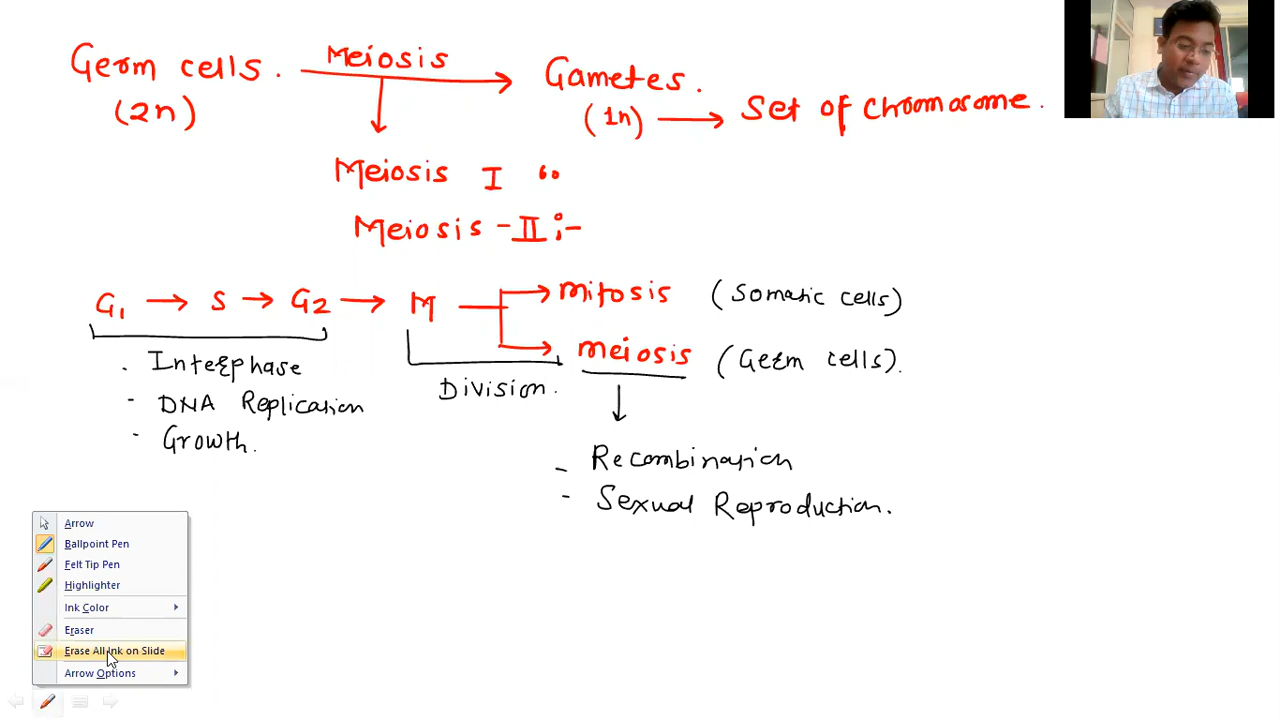 Germ cells. Meiosis → Gametes.
(2n) (1n) → Set of chromosome.
Meiosis I
Meiosis - II :-
G1 → S → G2 → M mitosis (Somatic cells)
meiosis (Germ cells).
. Interphase
- DNA Replication
Division.
- Growth.
- Recombination
- Sexual Reproduction.
Arrow
Ballpoint Pen
Felt Tip Pen
Highlighter
Ink Color
Eraser
Erase All Ink on Slide
Arrow Options